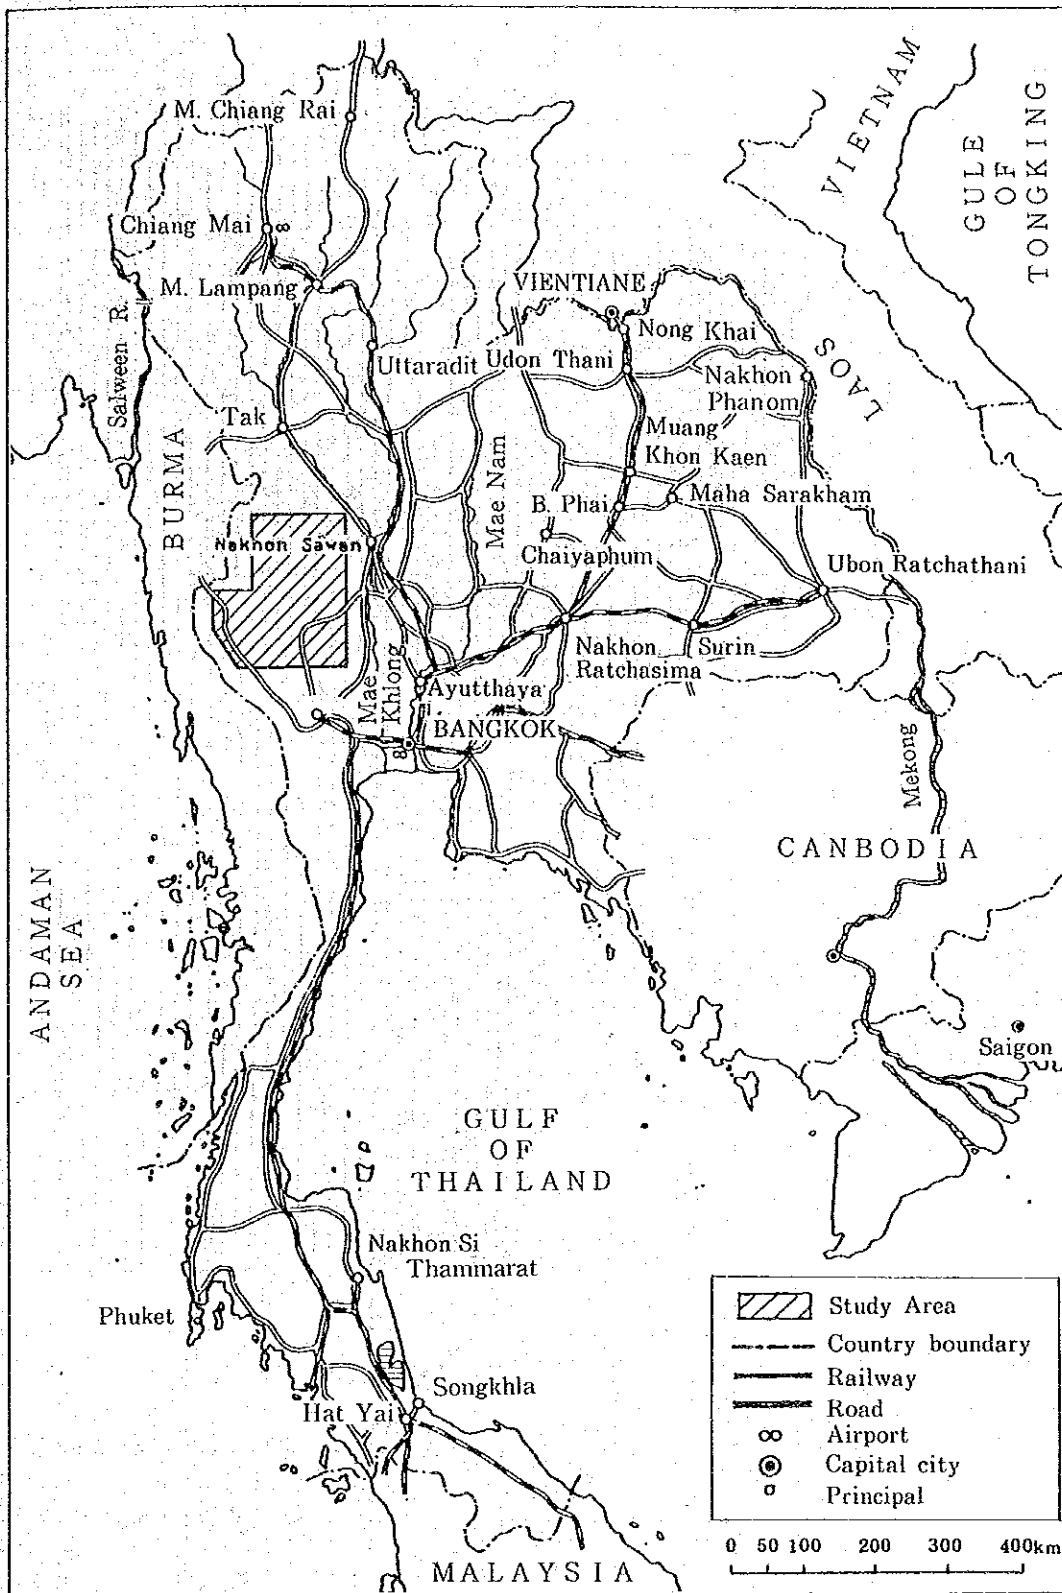 M. Chiang Rai
VIETNAM
GULE
OF
TONGKING
Chiang Mai
M. Lampang
VIENTIANE
Nong Khai
Salween R.
Uttaradit
Udon Thani
LAOS
Nakhon
Phanom
Tak
BURMA
Muang
Khon Kaen
Mae Nam
B. Phai
Maha Sarakham
Nakhon Sawan
Chaiyaphum
Ubon Ratchathani
Nakhon
Ratchasima
Surin
Mae
Khlong
Ayutthaya
BANGKOK
Mekong
CANBODIA
ANDAMAN
SEA
Saigon
GULF
OF
THAILAND
Nakhon Si
Thammarat
Phuket
Songkhla
Hat Yai
MALAYSIA
Study Area
Country boundary
Railway
Road
Airport
Capital city
Principal
0 50 100 200 300 400km